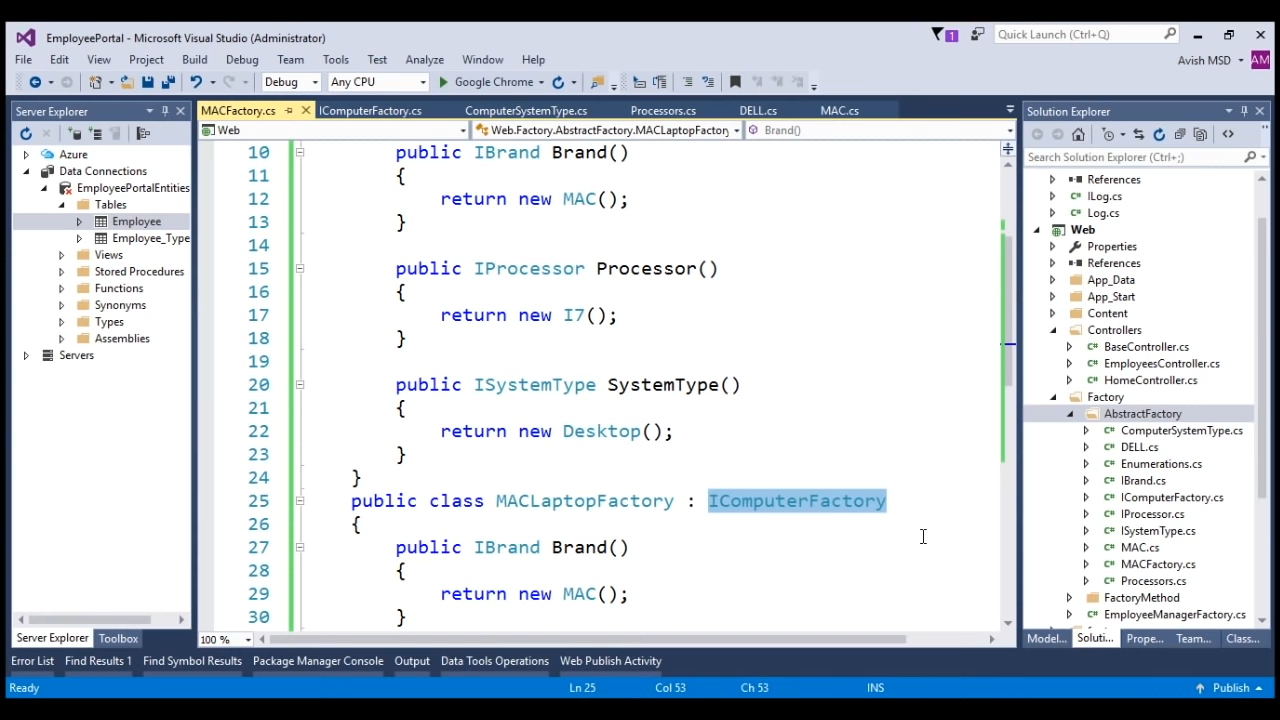 EmployeePortal - Microsoft Visual Studio (Administrator)
1
Quick Launch (Ctrl+Q)
File Edit View Project Build Debug Team Tools Test Analyze Window Help
Avish MSD AM
Debug Any CPU Google Chrome
Server Explorer
Azure
Data Connections
EmployeePortalEntities
Tables
Employee
Employee_Type
Views
Stored Procedures
Functions
Synonyms
Types
Assemblies
Servers
Server Explorer Toolbox
MACFactory.cs IComputerFactory.cs ComputerSystemType.cs Processors.cs DELL.cs MAC.cs
Web Web.Factory.AbstractFactory.MACLaptopFactory Brand()
10 public IBrand Brand()
11 {
12 return new MAC();
13 }
14
15 public IProcessor Processor()
16 {
17 return new I7();
18 }
19
20 public ISystemType SystemType()
21 {
22 return new Desktop();
23 }
24 }
25 public class MACLaptopFactory : IComputerFactory
26 {
27 public IBrand Brand()
28 {
29 return new MAC();
30 }
100 %
Solution Explorer
Search Solution Explorer (Ctrl+;)
References
ILog.cs
Log.cs
Web
Properties
References
App_Data
App_Start
Content
Controllers
BaseController.cs
EmployeesController.cs
HomeController.cs
Factory
AbstractFactory
ComputerSystemType.cs
DELL.cs
Enumerations.cs
IBrand.cs
IComputerFactory.cs
IProcessor.cs
ISystemType.cs
MAC.cs
MACFactory.cs
Processors.cs
FactoryMethod
EmployeeManagerFactory.cs
Model... Soluti... Prope... Team... Class...
Error List Find Results 1 Find Symbol Results Package Manager Console Output Data Tools Operations Web Publish Activity
Ready Ln 25 Col 53 Ch 53 INS Publish